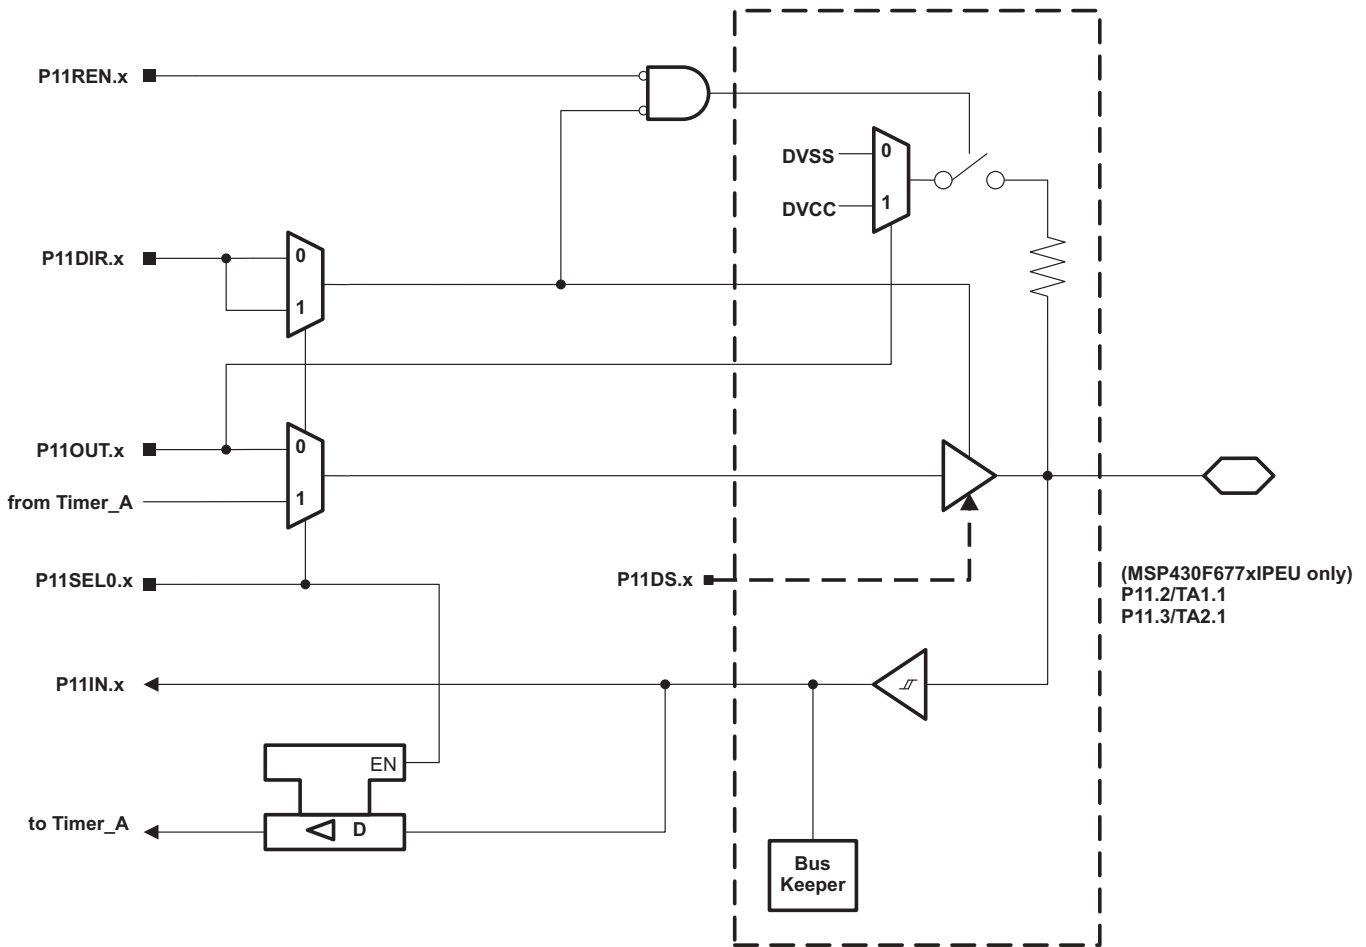 P11REN.x
DVSS
0
DVCC
1
P11DIR.x
0
1
P11OUT.x
0
from Timer_A
1
P11SEL0.x
P11DS.x
(MSP430F677xIPEU only)
P11.2/TA1.1
P11.3/TA2.1
P11IN.x
EN
to Timer_A
D
Bus
Keeper